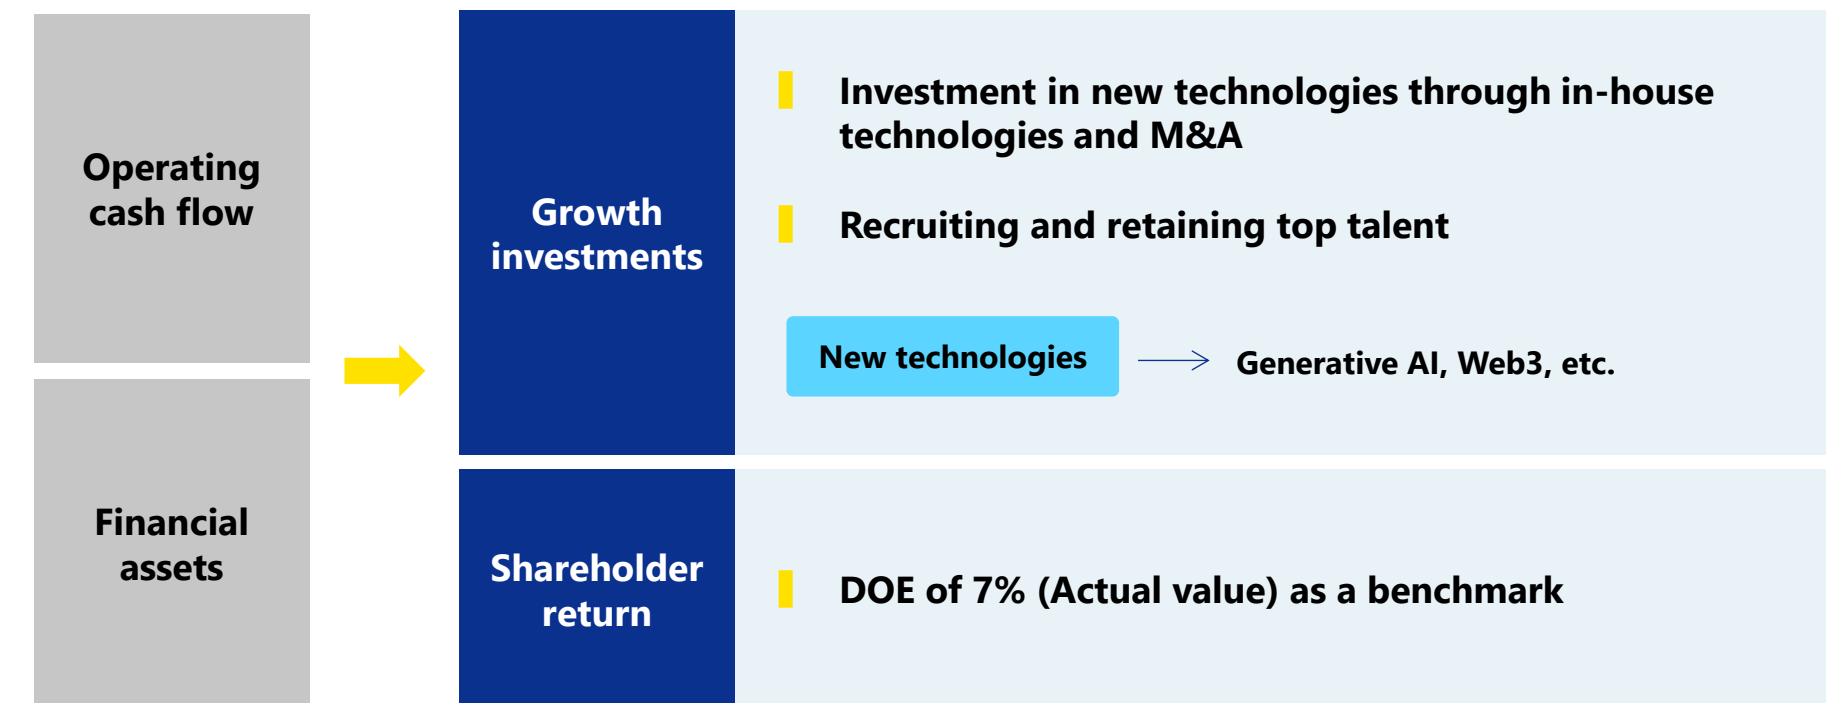 Operating
cash flow
Financial
assets
Growth
investments
Investment in new technologies through in-house
technologies and M&A
Recruiting and retaining top talent
New technologies
Generative AI, Web3, etc.
Shareholder
return
DOE of 7% (Actual value) as a benchmark